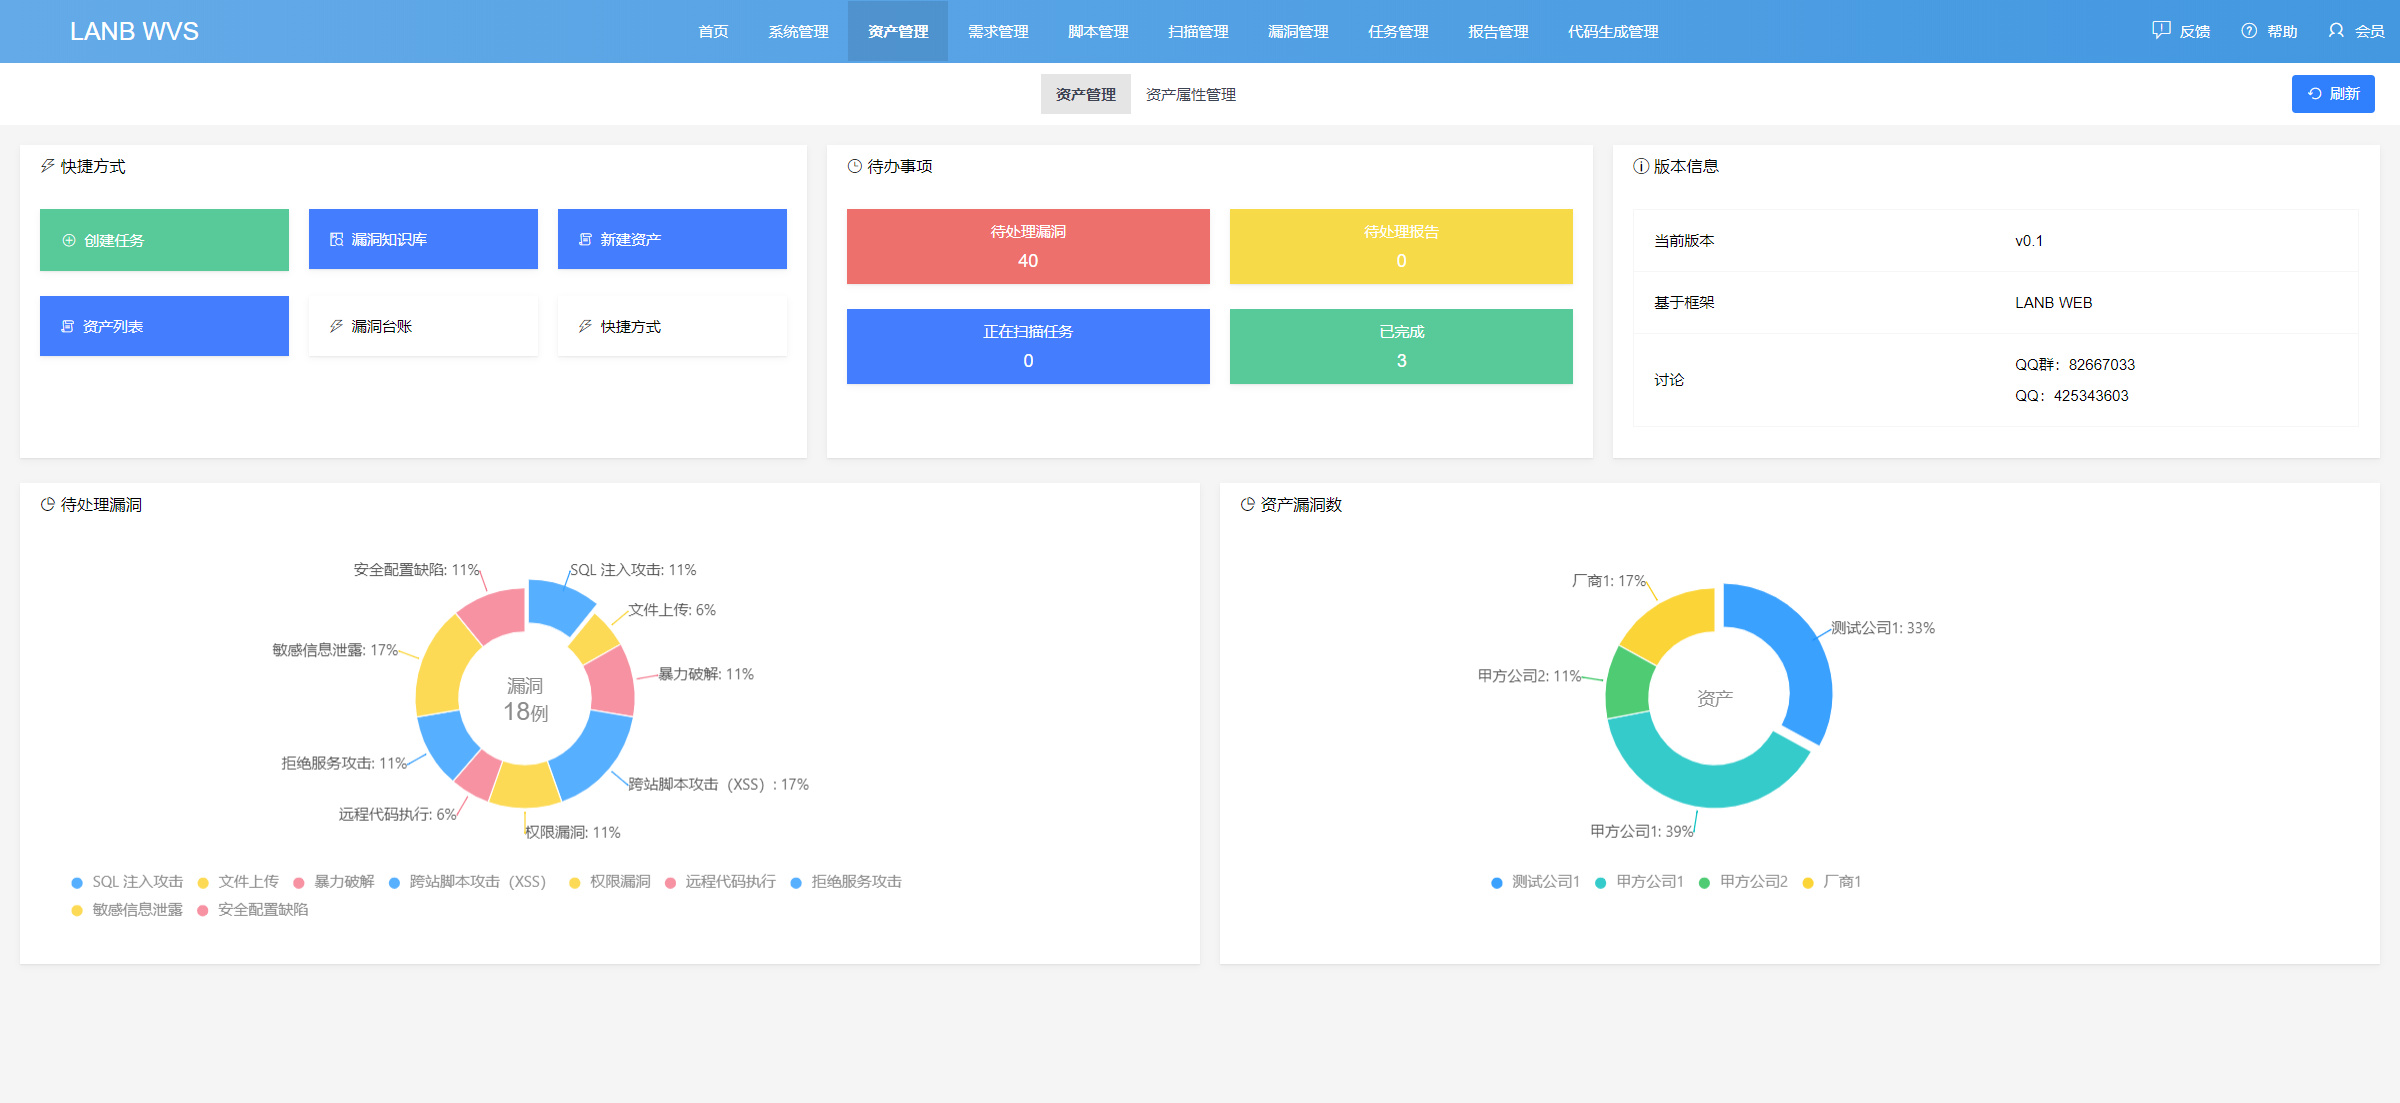 LANB WVS
首页 系统管理 资产管理 需求管理 脚本管理 扫描管理 漏洞管理 任务管理 报告管理 代码生成管理
反馈 帮助 会员
资产管理 资产属性管理
刷新
快捷方式
创建任务 漏洞知识库 新建资产
资产列表 漏洞台账 快捷方式
待办事项
待处理漏洞
40
待处理报告
0
正在扫描任务
0
已完成
3
版本信息
当前版本 v0.1
基于框架 LANB WEB
讨论
QQ群：82667033
QQ：425343603
待处理漏洞
安全配置缺陷: 11%
SQL 注入攻击: 11%
文件上传: 6%
敏感信息泄露: 17%
暴力破解: 11%
漏洞
18例
拒绝服务攻击: 11%
跨站脚本攻击（XSS）: 17%
远程代码执行: 6%
权限漏洞: 11%
SQL 注入攻击 文件上传 暴力破解 跨站脚本攻击（XSS） 权限漏洞 远程代码执行 拒绝服务攻击
敏感信息泄露 安全配置缺陷
资产漏洞数
厂商1: 17%
测试公司1: 33%
甲方公司2: 11%
资产
甲方公司1: 39%
测试公司1 甲方公司1 甲方公司2 厂商1